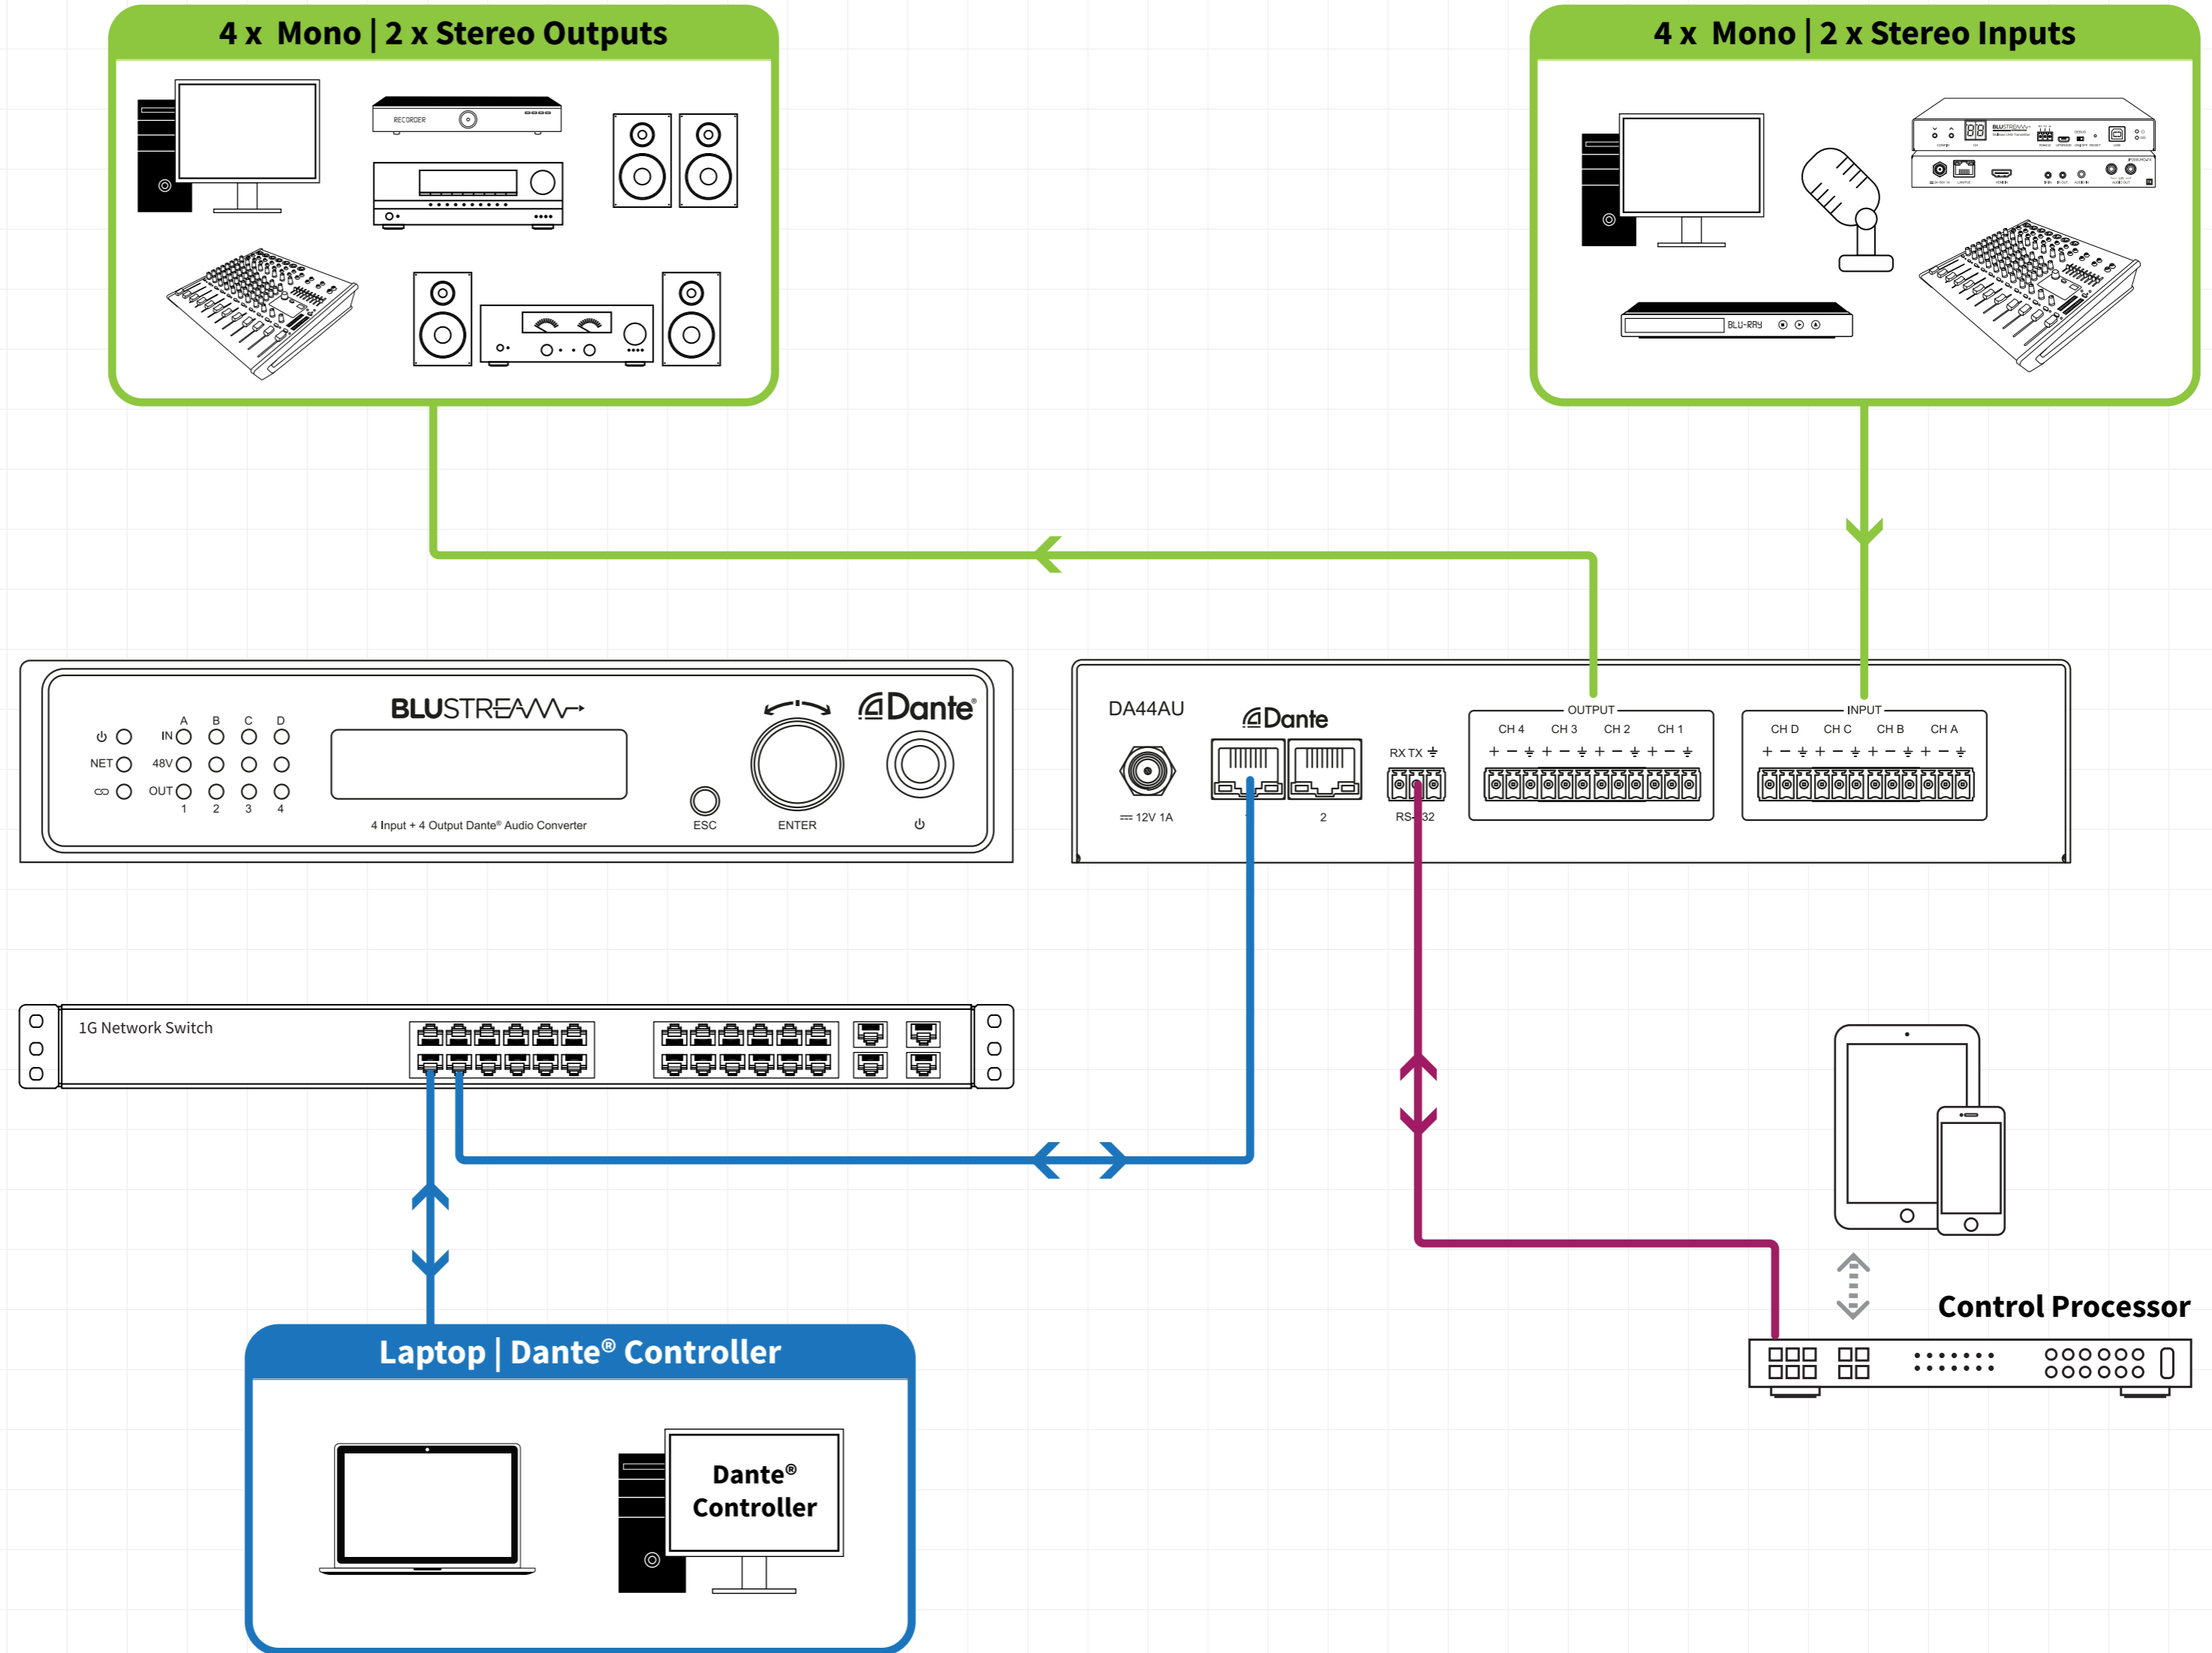 4 x Mono | 2 x Stereo Outputs
RECORDER
4 x Mono | 2 x Stereo Inputs
BLUSTREAM
BLU-RAY
A B C D
IN
NET 48V
OUT
1 2 3 4
BLUSTREAM
4 Input + 4 Output Dante® Audio Converter
ESC
ENTER
Dante®
DA44AU
12V 1A
Dante
2
RX TX
OUTPUT
CH 4 CH 3 CH 2 CH 1
+ − + − + − + −
INPUT
CH D CH C CH B CH A
+ − + − + − + −
1G Network Switch
Control Processor
Laptop | Dante® Controller
Dante®
Controller